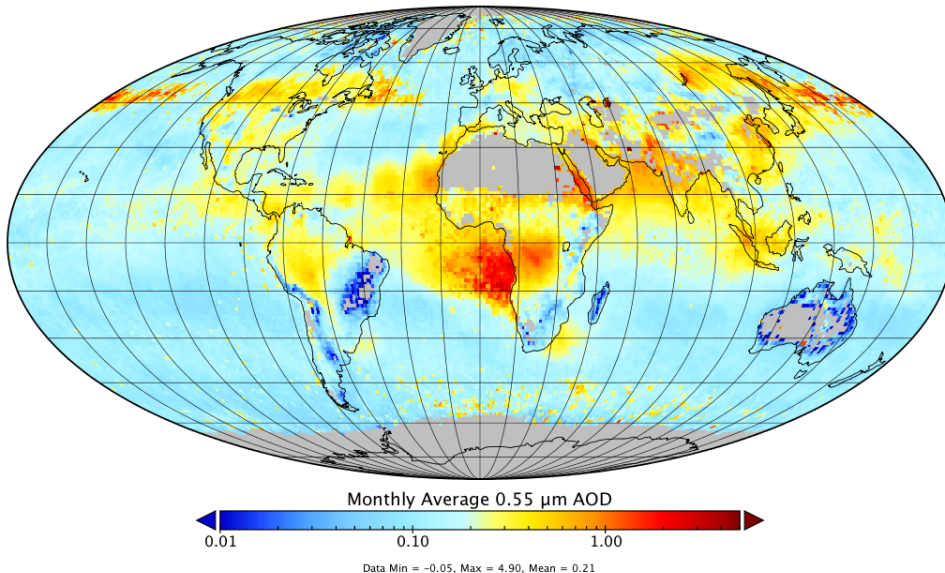 Monthly Average 0.55 µm AOD
0.01 0.10 1.00
Data Min = -0.05, Max = 4.90, Mean = 0.21